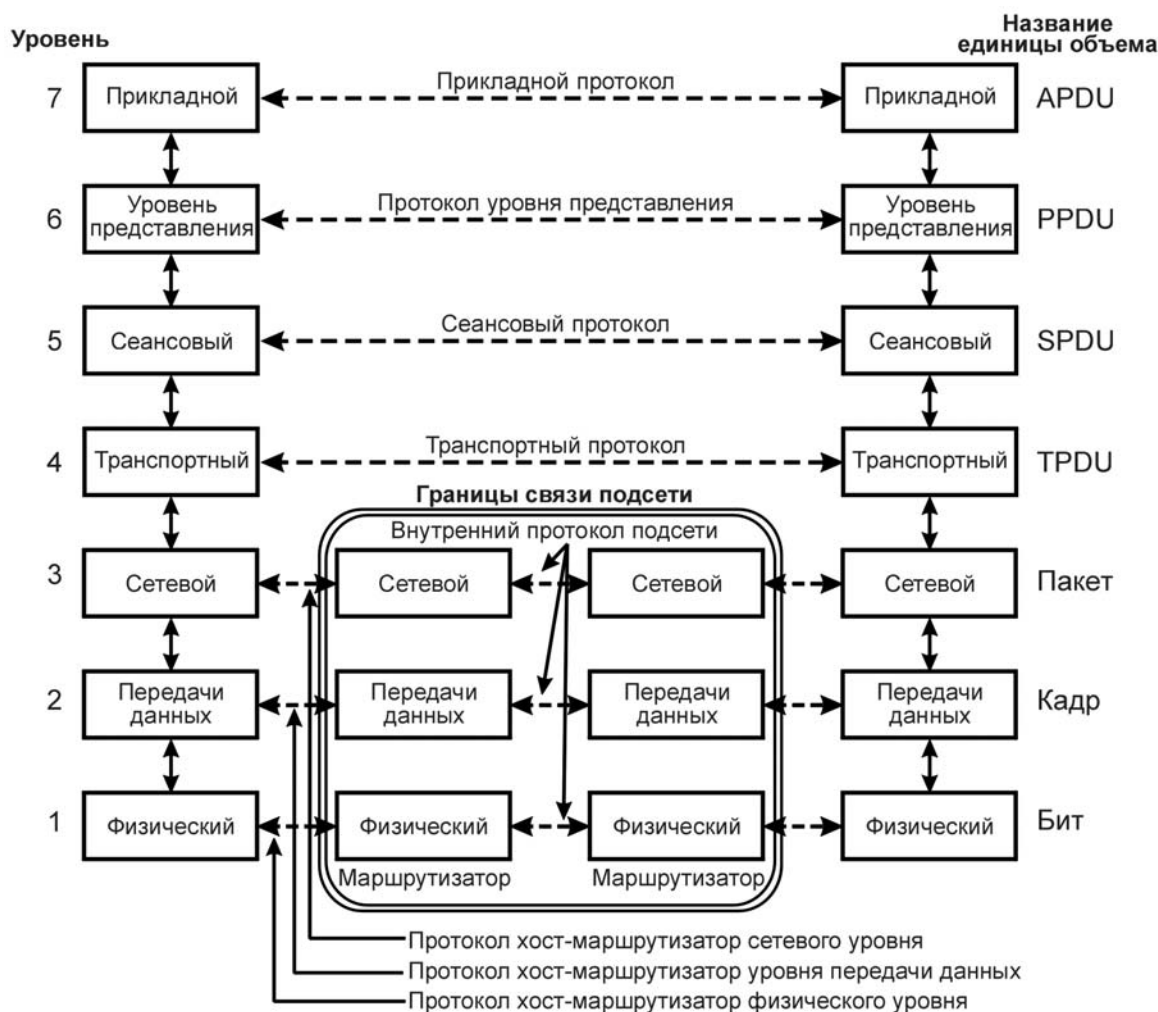 Уровень
Название
единицы объема
7
Прикладной
Прикладной протокол
Прикладной
APDU
6
Уровень
представления
Протокол уровня представления
Уровень
представления
PPDU
5
Сеансовый
Сеансовый протокол
Сеансовый
SPDU
4
Транспортный
Транспортный протокол
Транспортный
TPDU
Границы связи подсети
Внутренний протокол подсети
3
Сетевой
Сетевой
Сетевой
Сетевой
Пакет
2
Передачи
данных
Передачи
данных
Передачи
данных
Передачи
данных
Кадр
1
Физический
Физический
Физический
Физический
Бит
Маршрутизатор
Маршрутизатор
Протокол хост-маршрутизатор сетевого уровня
Протокол хост-маршрутизатор уровня передачи данных
Протокол хост-маршрутизатор физического уровня